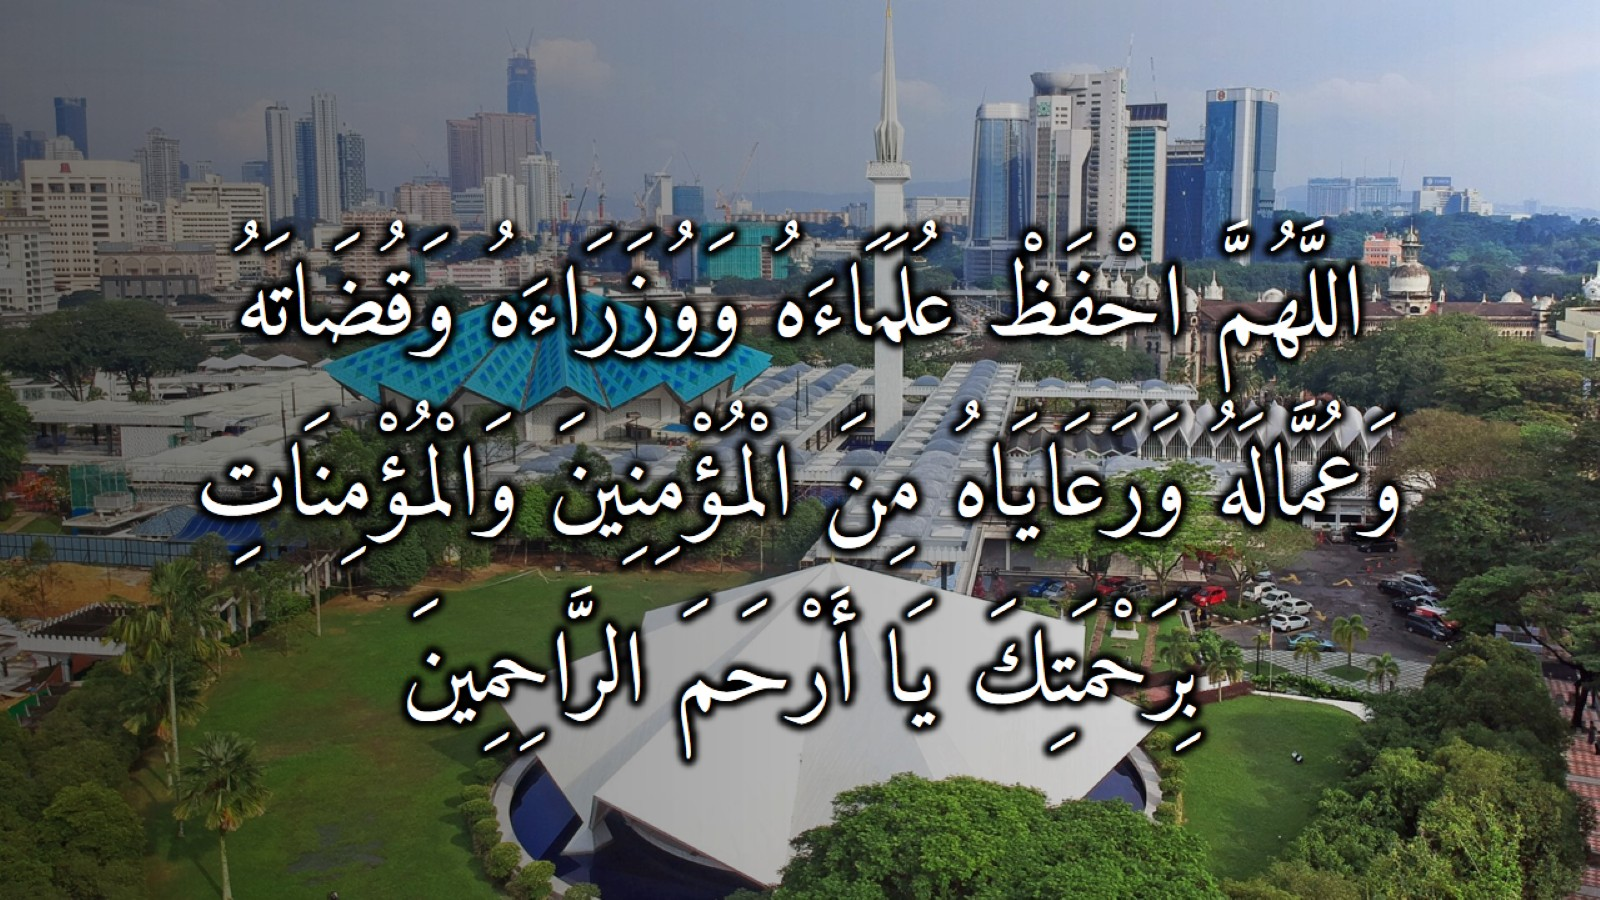 اللَّهُمَّ احْفَظْ عُلَمَاءَهُ وَوُزَرَاءَهُ وَقُضَاتَهُ
وَعُمَّالَهُ وَرَعَايَاهُ مِنَ الْمُؤْمِنِينَ وَالْمُؤْمِنَاتِ
بِرَحْمَتِكَ يَا أَرْحَمَ الرَّاحِمِينَ